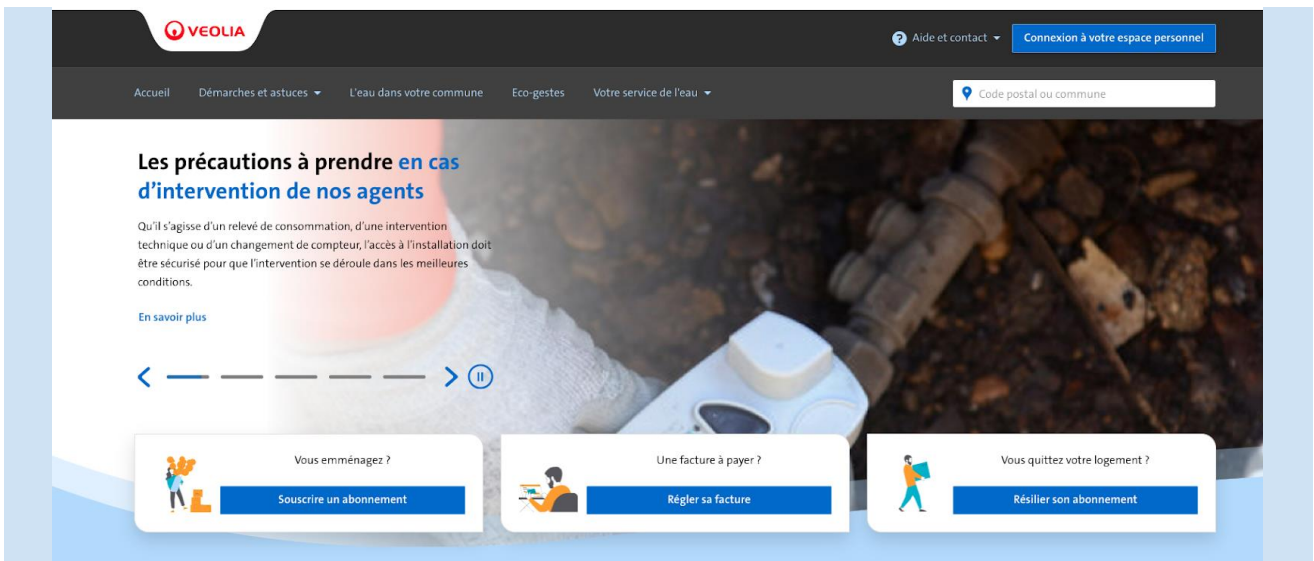 VEOLIA
? Aide et contact
Connexion à votre espace personnel
Accueil
Démarches et astuces
L'eau dans votre commune
Eco-gestes
Votre service de l'eau
Code postal ou commune
Les précautions à prendre en cas
d'intervention de nos agents
Qu'il s'agisse d'un relevé de consommation, d'une intervention
technique ou d'un changement de compteur, l'accès à l'installation doit
être sécurisé pour que l'intervention se déroule dans les meilleures
conditions.
En savoir plus
Vous emménagez ?
Souscrire un abonnement
Une facture à payer ?
Régler sa facture
Vous quittez votre logement ?
Résilier son abonnement